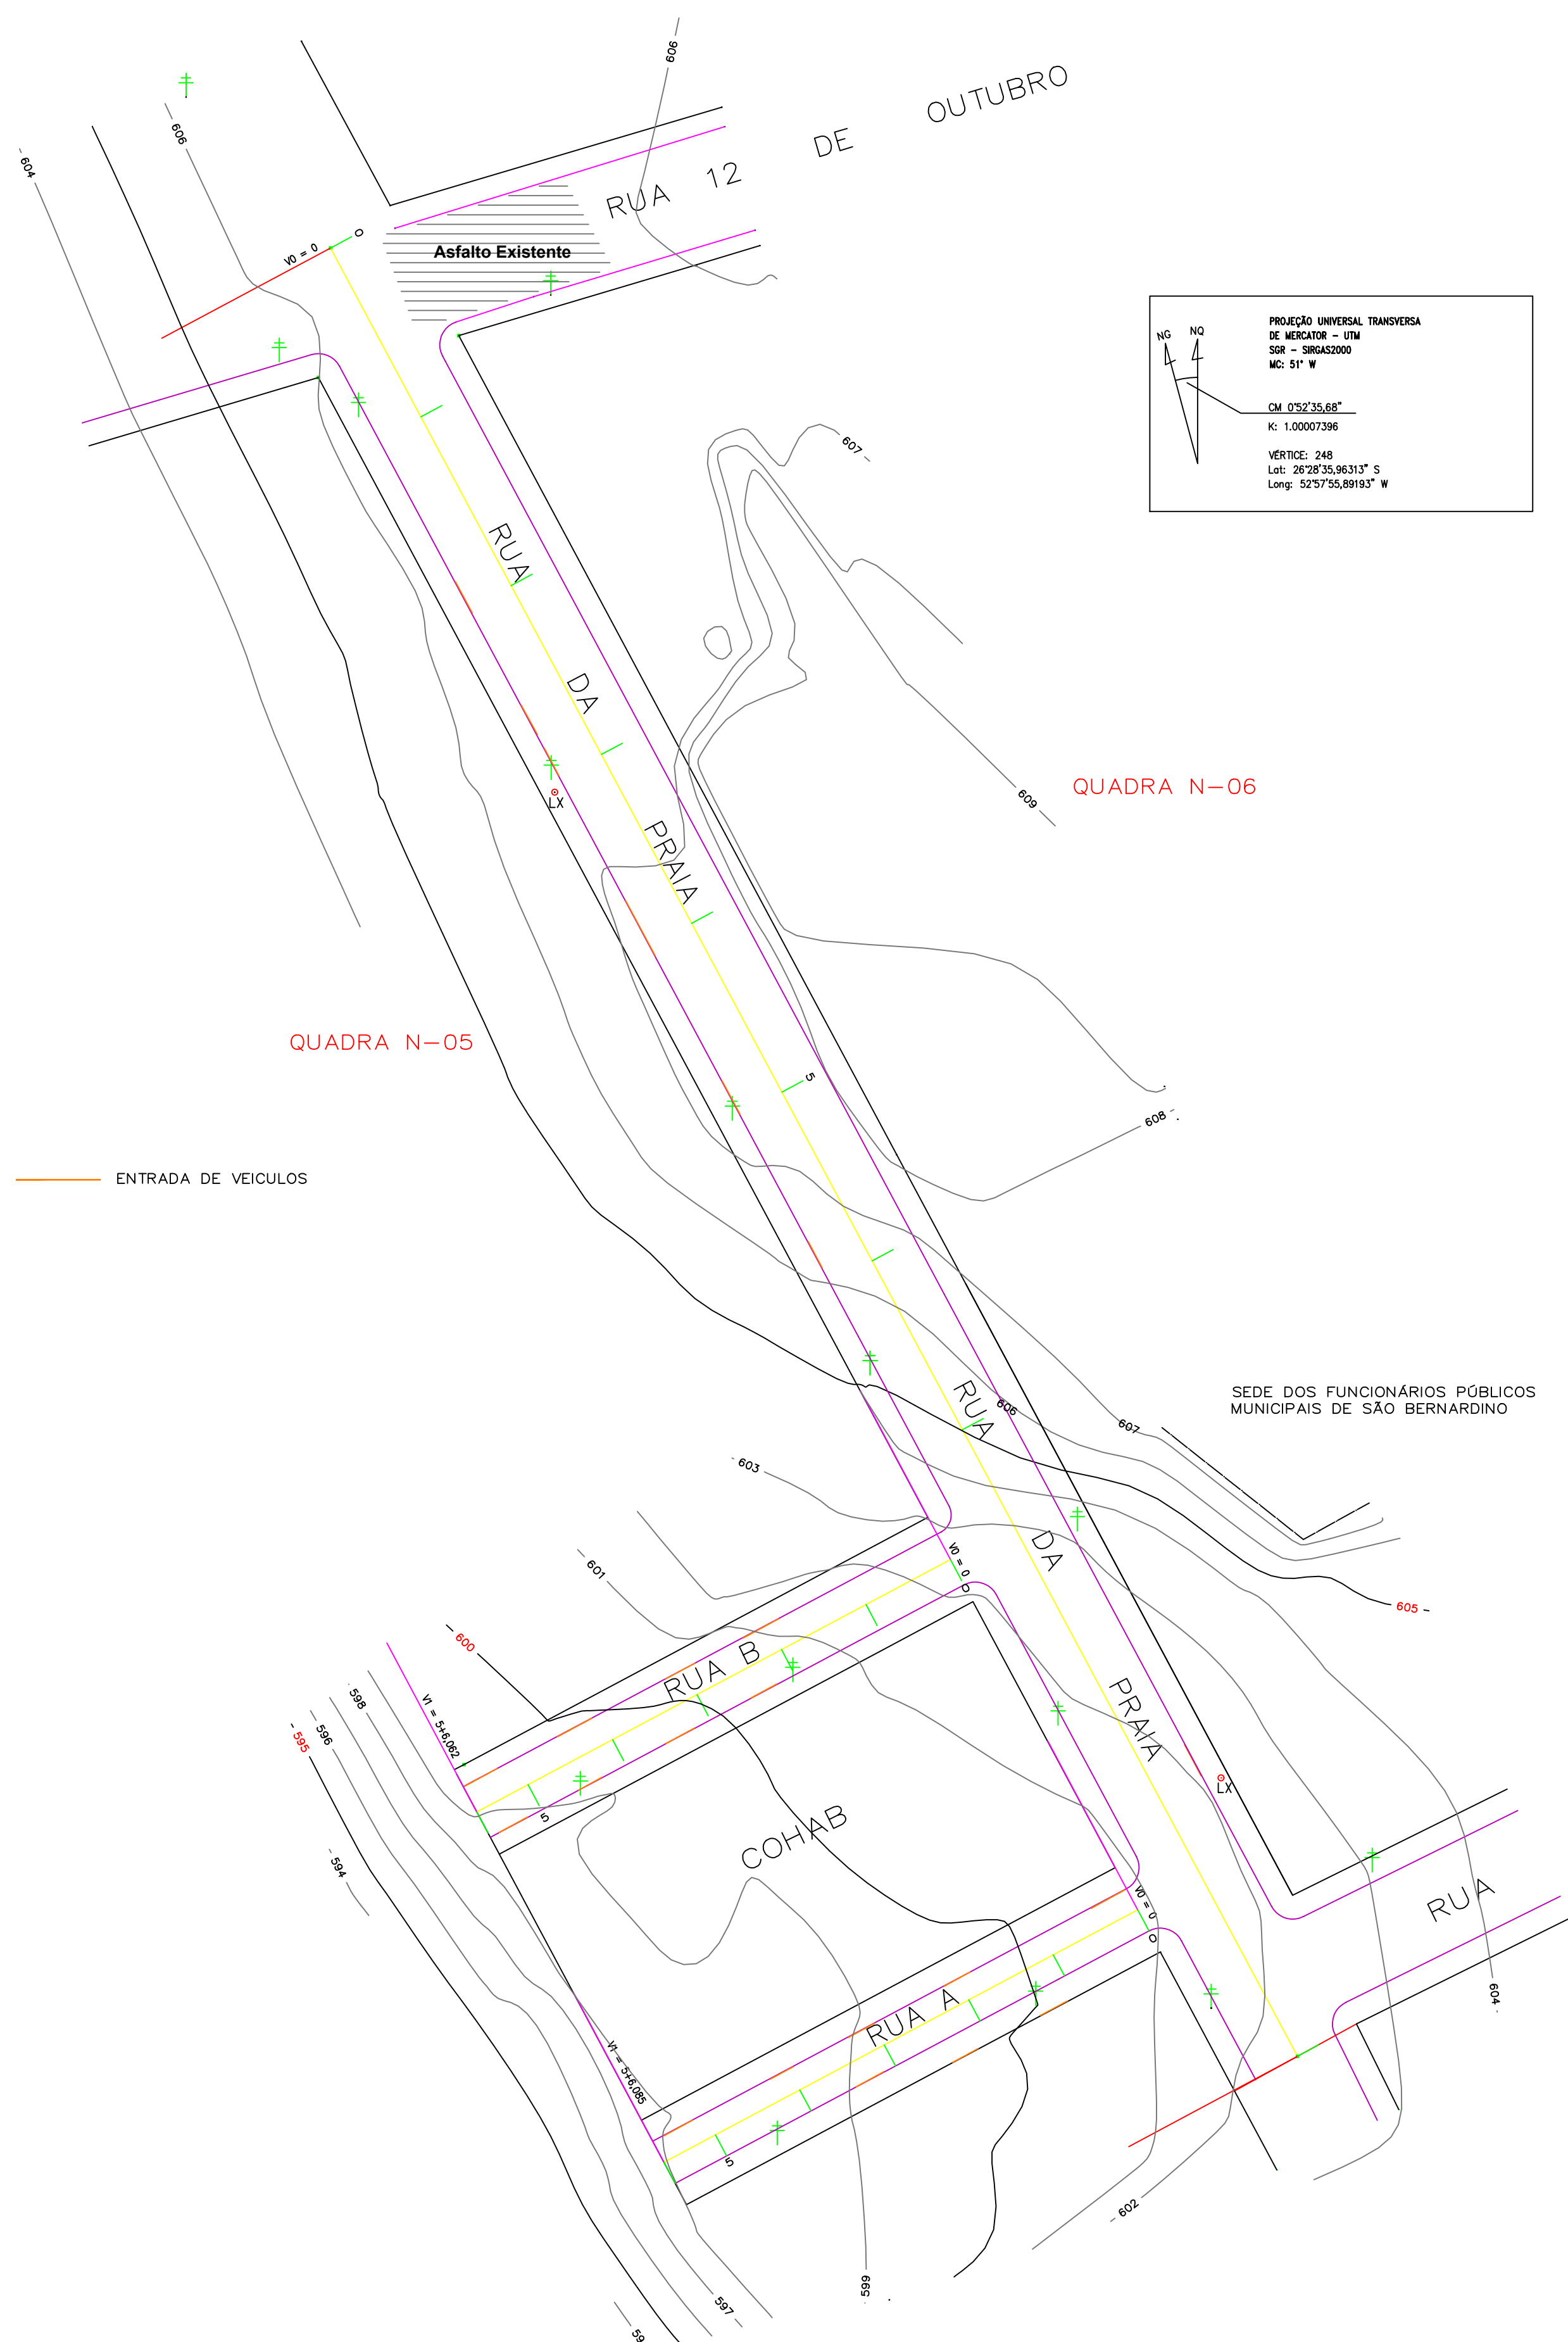 606
OUTUBRO
DE
606
604
12
RUA
0
V0 = 0
Asfalto Existente
PROJEÇÃO UNIVERSAL TRANSVERSA
DE MERCATOR - UTM
SGR - SIRGAS2000
MC: 51° W
NG
NQ
CM 0°52'35,68"
K: 1.00007396
VÉRTICE: 248
Lat: 26°28'35,96313" S
Long: 52°57'55,89193" W
607
RUA
DA
QUADRA N-06
609
LX
PRAIA
QUADRA N-05
5
608
ENTRADA DE VEICULOS
SEDE DOS FUNCIONÁRIOS PÚBLICOS
MUNICIPAIS DE SÃO BERNARDINO
RUA
606
607
603
DA
V0 = 0
0
601
605
600
RUA B
598
V1 = 5+6,062
PRAIA
595
596
LX
5
COHAB
594
RUA
V0 = 0
0
604
RUA A
V1 = 5+6,085
5
602
599
597